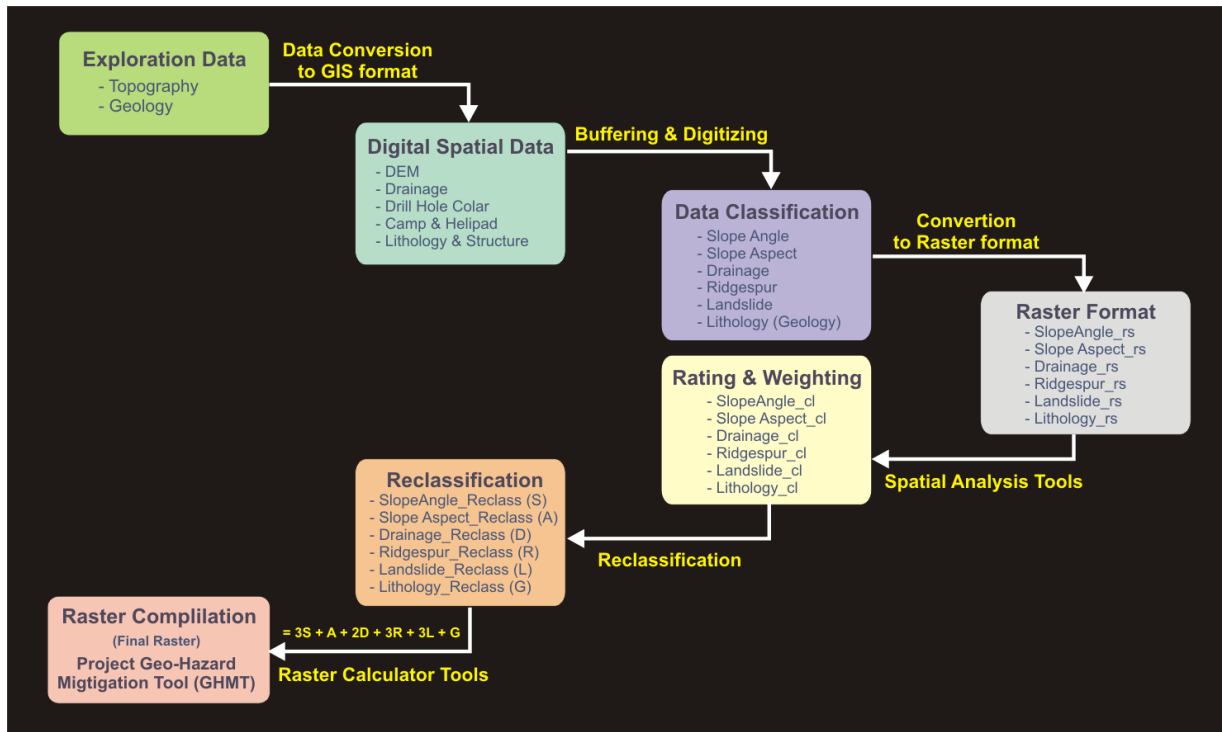 Exploration Data
- Topography
- Geology
Data Conversion
to GIS format
Digital Spatial Data
- DEM
- Drainage
- Drill Hole Colar
- Camp & Helipad
- Lithology & Structure
Buffering & Digitizing
Data Classification
- Slope Angle
- Slope Aspect
- Drainage
- Ridgespur
- Landslide
- Lithology (Geology)
Convertion
to Raster format
Raster Format
- SlopeAngle_rs
- Slope Aspect_rs
- Drainage_rs
- Ridgespur_rs
- Landslide_rs
- Lithology_rs
Spatial Analysis Tools
Rating & Weighting
- SlopeAngle_cl
- Slope Aspect_cl
- Drainage_cl
- Ridgespur_cl
- Landslide_cl
- Lithology_cl
Reclassification
Reclassification
- SlopeAngle_Reclass (S)
- Slope Aspect_Reclass (A)
- Drainage_Reclass (D)
- Ridgespur_Reclass (R)
- Landslide_Reclass (L)
- Lithology_Reclass (G)
= 3S + A + 2D + 3R + 3L + G
Raster Calculator Tools
Raster Complilation
(Final Raster)
Project Geo-Hazard
Migtigation Tool (GHMT)